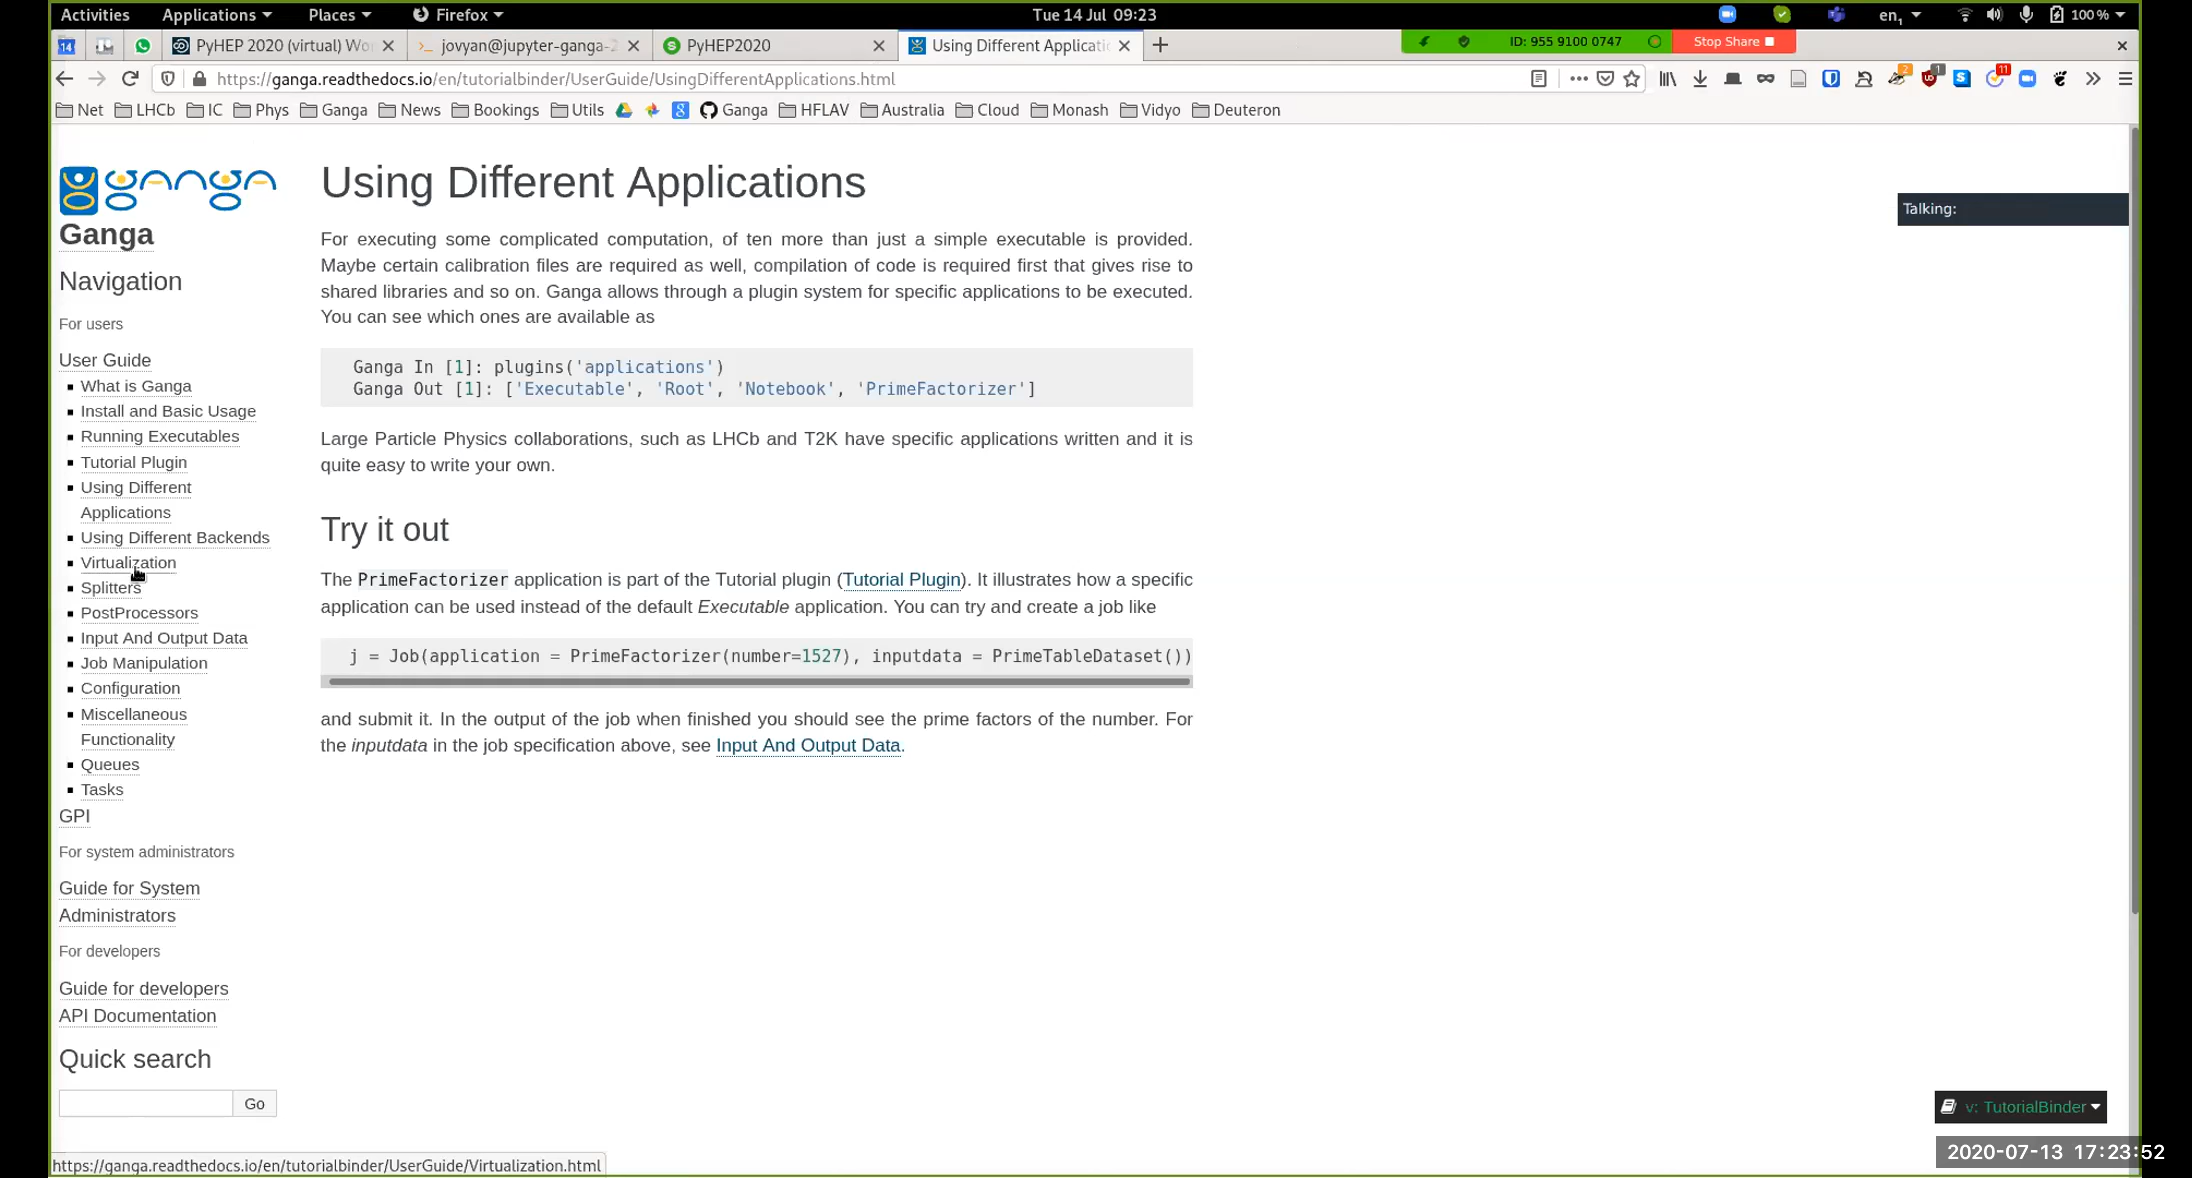 Activities Applications Places Firefox Tue 14 Jul 09:23 en1 100 %
14 PyHEP 2020 (virtual) Wo jovyan@jupyter-ganga-2 PyHEP2020 Using Different Applicatic ID: 955 9100 0747 Stop Share
https://ganga.readthedocs.io/en/tutorialbinder/UserGuide/UsingDifferentApplications.html 2 1 11
Net LHCb IC Phys Ganga News Bookings Utils Ganga HFLAV Australia Cloud Monash Vidyo Deuteron
ganga
Ganga
Navigation
For users
User Guide
What is Ganga
Install and Basic Usage
Running Executables
Tutorial Plugin
Using Different
Applications
Using Different Backends
Virtualization
Splitters
PostProcessors
Input And Output Data
Job Manipulation
Configuration
Miscellaneous
Functionality
Queues
Tasks
GPI
For system administrators
Guide for System
Administrators
For developers
Guide for developers
API Documentation
Quick search
Go
Using Different Applications
For executing some complicated computation, of ten more than just a simple executable is provided.
Maybe certain calibration files are required as well, compilation of code is required first that gives rise to
shared libraries and so on. Ganga allows through a plugin system for specific applications to be executed.
You can see which ones are available as
Ganga In [1]: plugins('applications')
Ganga Out [1]: ['Executable', 'Root', 'Notebook', 'PrimeFactorizer']
Large Particle Physics collaborations, such as LHCb and T2K have specific applications written and it is
quite easy to write your own.
Try it out
The PrimeFactorizer application is part of the Tutorial plugin (Tutorial Plugin). It illustrates how a specific
application can be used instead of the default Executable application. You can try and create a job like
j = Job(application = PrimeFactorizer(number=1527), inputdata = PrimeTableDataset())
and submit it. In the output of the job when finished you should see the prime factors of the number. For
the inputdata in the job specification above, see Input And Output Data.
Talking:
v: TutorialBinder
https://ganga.readthedocs.io/en/tutorialbinder/UserGuide/Virtualization.html
2020-07-13 17:23:52